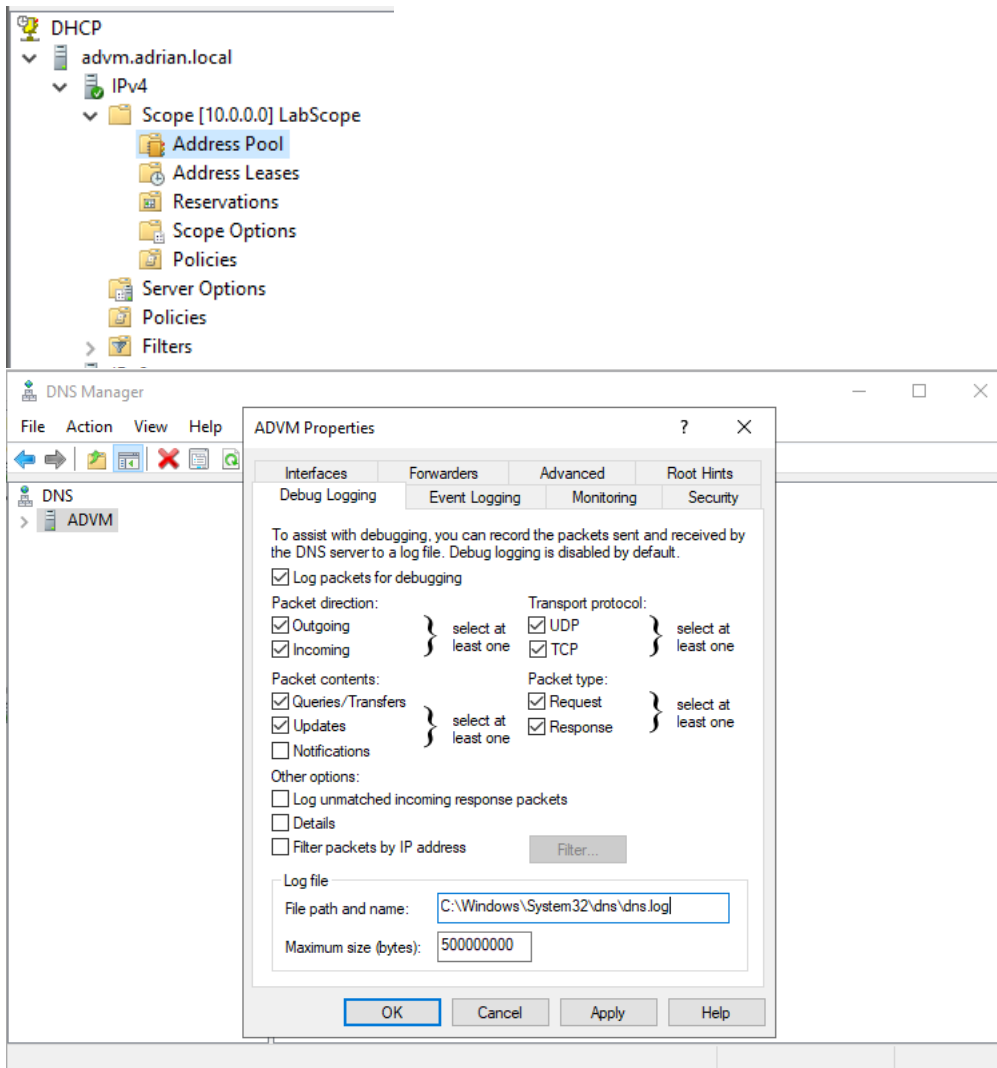 DHCP
advm.adrian.local
IPv4
Scope [10.0.0.0] LabScope
Address Pool
Address Leases
Reservations
Scope Options
Policies
Server Options
Policies
Filters
DNS Manager
File Action View Help
DNS
ADVM
ADVM Properties
?
Interfaces Forwarders Advanced Root Hints
Debug Logging Event Logging Monitoring Security
To assist with debugging, you can record the packets sent and received by
the DNS server to a log file. Debug logging is disabled by default.
Log packets for debugging
Packet direction: Transport protocol:
Outgoing } select at UDP } select at
Incoming least one TCP least one
Packet contents: Packet type:
Queries/Transfers Request
Updates } select at Response } select at
Notifications least one least one
Other options:
Log unmatched incoming response packets
Details
Filter packets by IP address Filter...
Log file
File path and name: C:\Windows\System32\dns\dns.log
Maximum size (bytes): 500000000
OK Cancel Apply Help